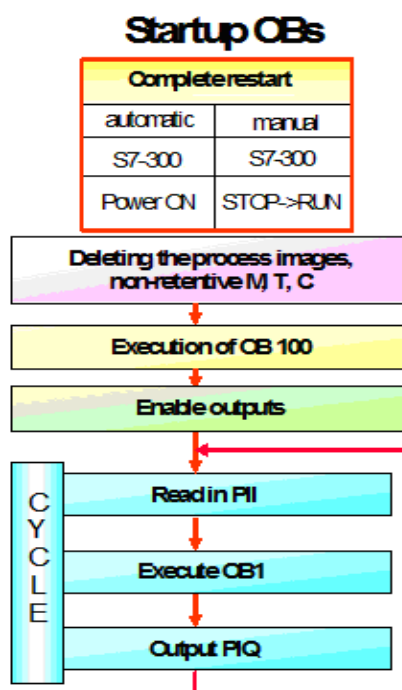 Startup OBs
Complete restart
automatic manual
S7-300 S7-300
Power ON STOP->RUN
Deleting the process images,
non-retentive M, T, C
Execution of OB 100
Enable outputs
CYCLE
Read in PII
Execute OB1
Output PIQ